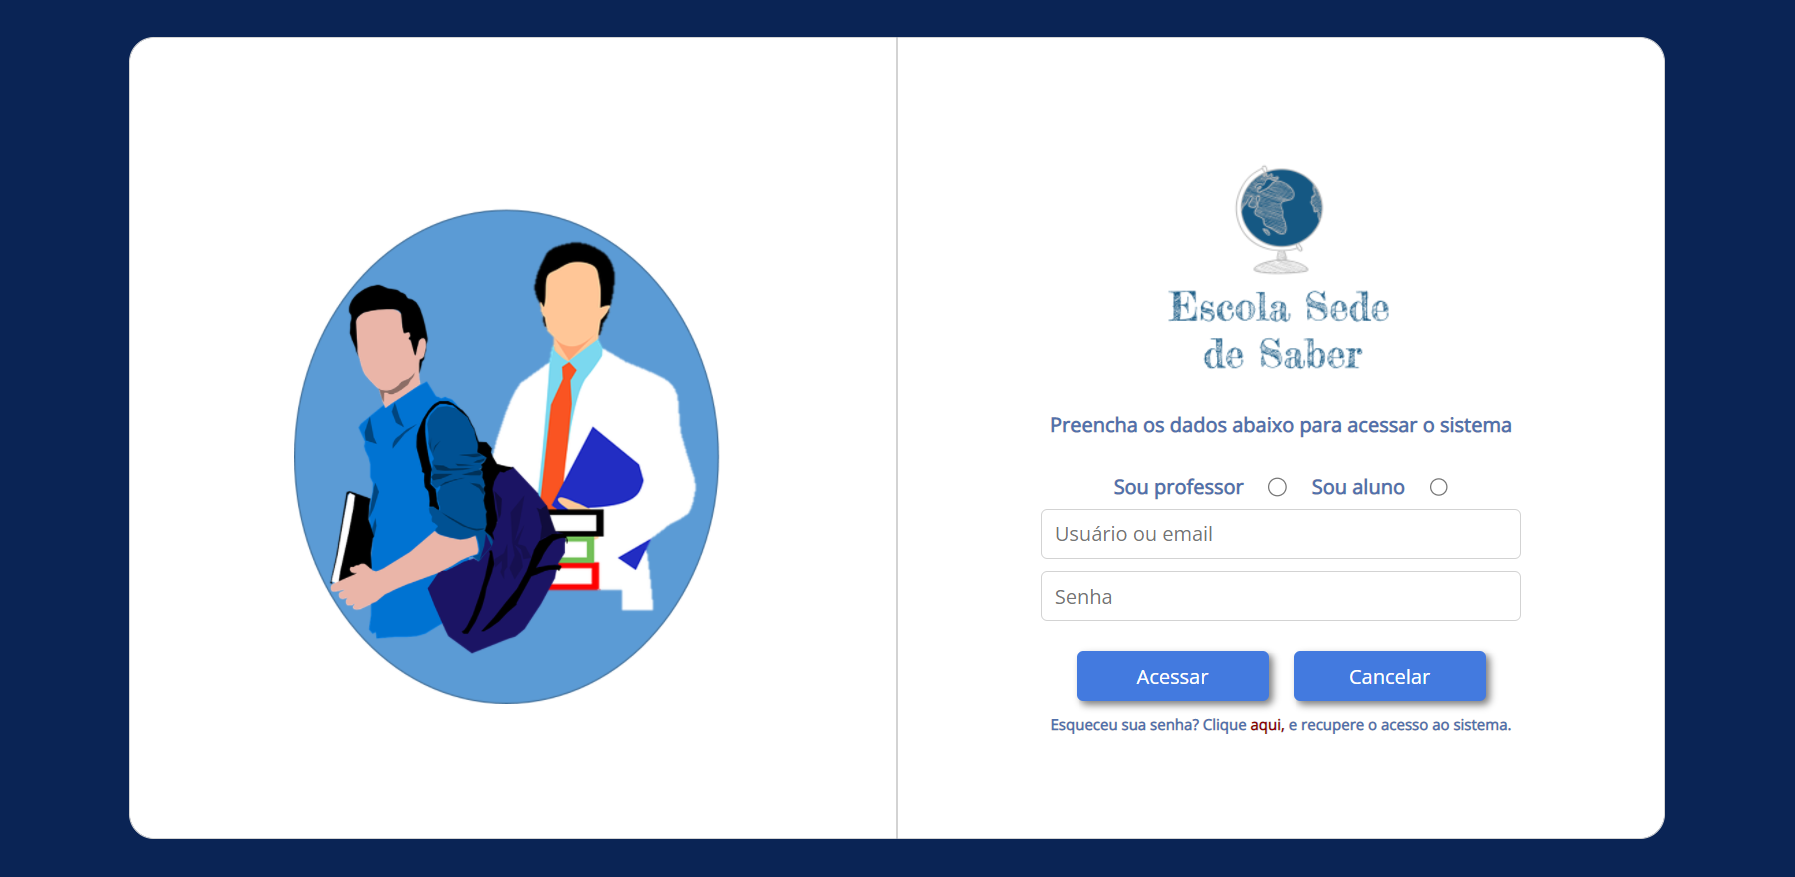 Escola Sede
de Saber
Preencha os dados abaixo para acessar o sistema
Sou professor Sou aluno
Usuário ou email
Senha
Acessar Cancelar
Esqueceu sua senha? Clique aqui, e recupere o acesso ao sistema.